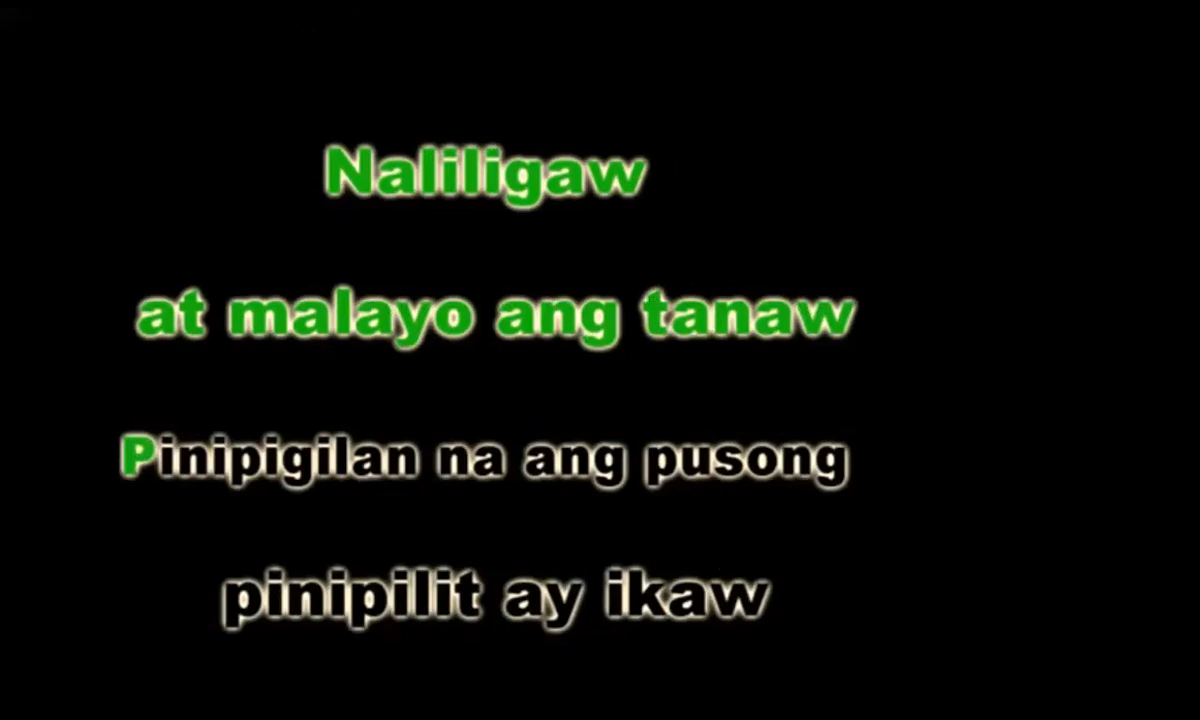 Naliligaw
at malayo ang tanaw
Pinipigilan na ang pusong
pinipilit ay ikaw